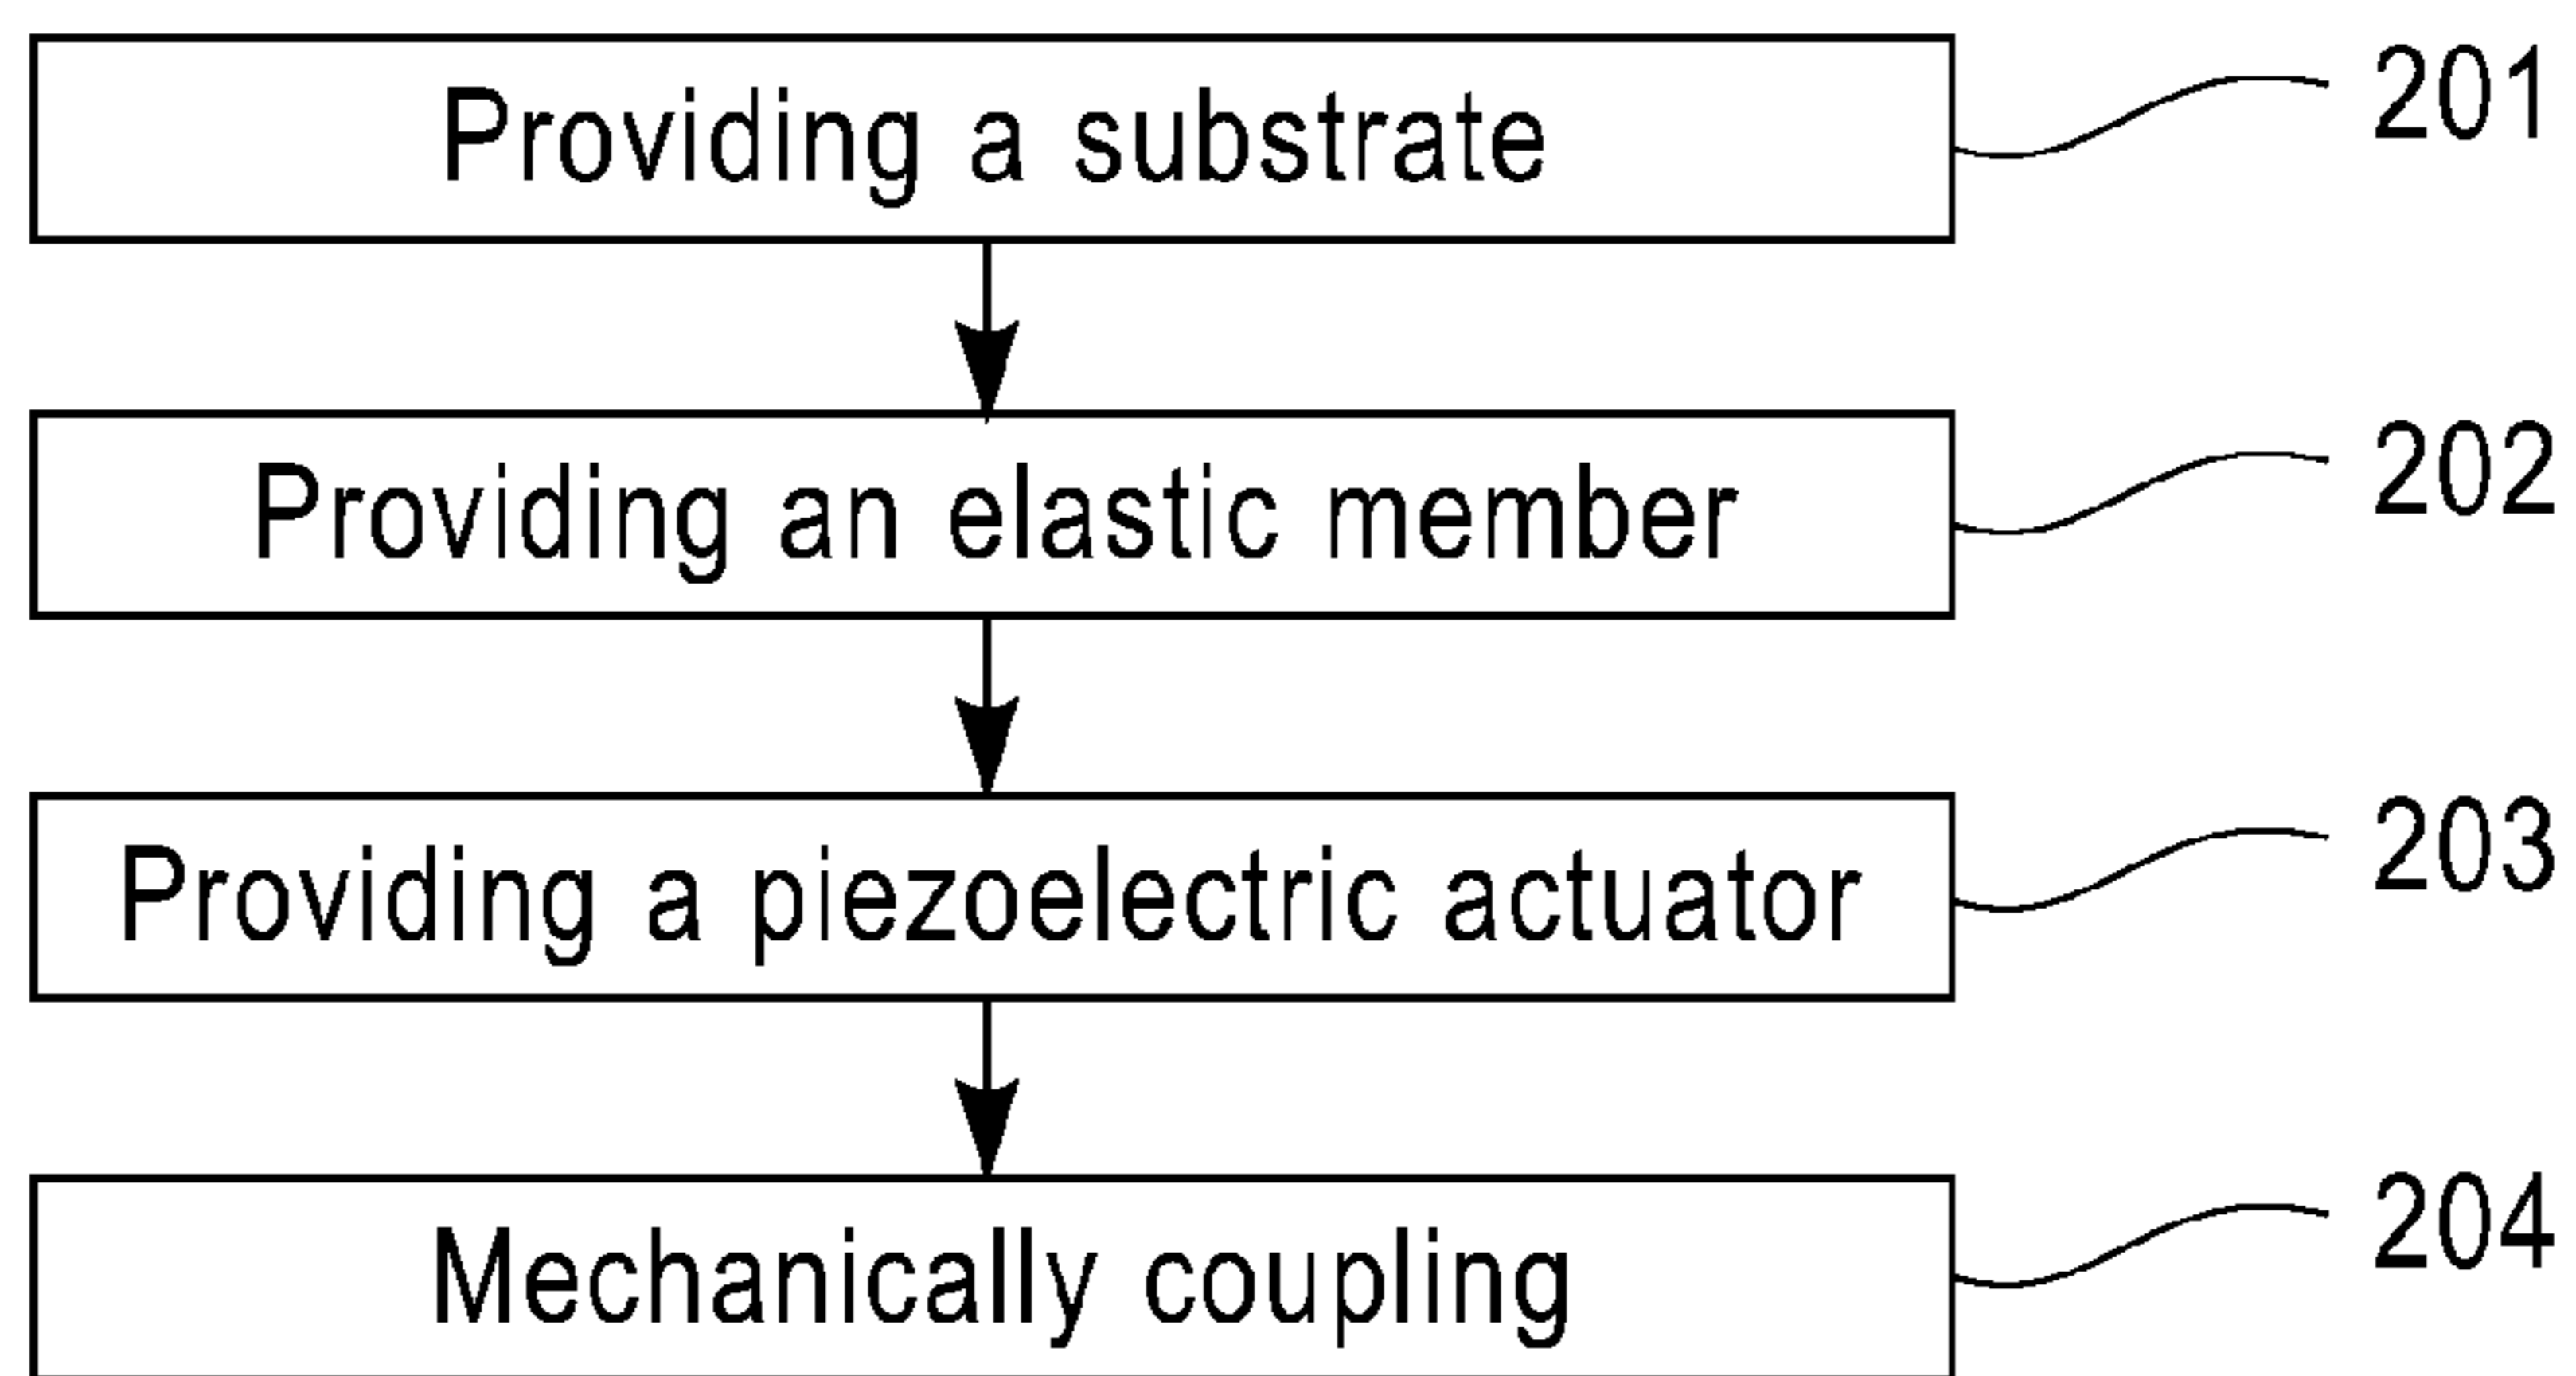 Providing a substrate 201
Providing an elastic member 202
Providing a piezoelectric actuator 203
Mechanically coupling 204